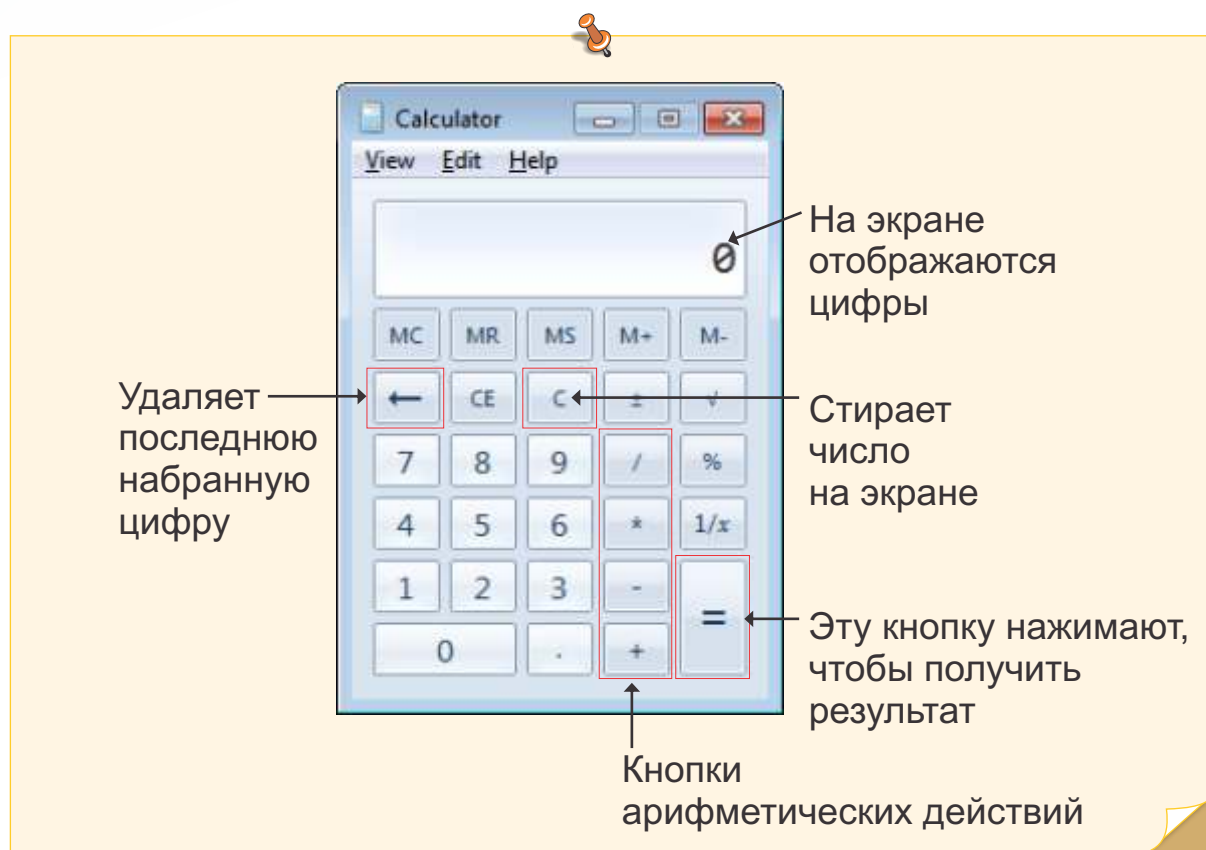 Calculator
View Edit Help
0
На экране
отображаются
цифры
MC MR MS M+ M-
← CE C ± √
Удаляет
последнюю
набранную
цифру
Стирает
число
на экране
7 8 9 / %
4 5 6 * 1/x
1 2 3 - =
0 . +
Эту кнопку нажимают,
чтобы получить
результат
Кнопки
арифметических действий